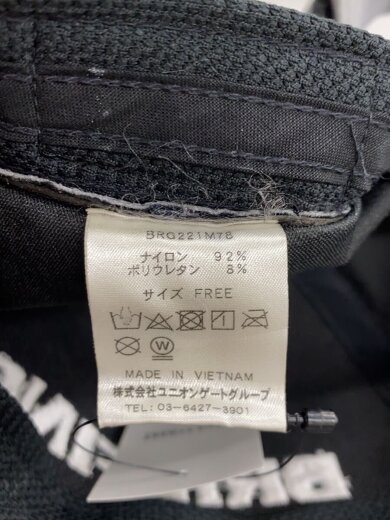 BRG221M78
ナイロン 92%
ポリウレタン 8%
サイズ FREE
W
MADE IN VIETNAM
株式会社ユニオンゲートグループ
TEL: 03-6427-3901